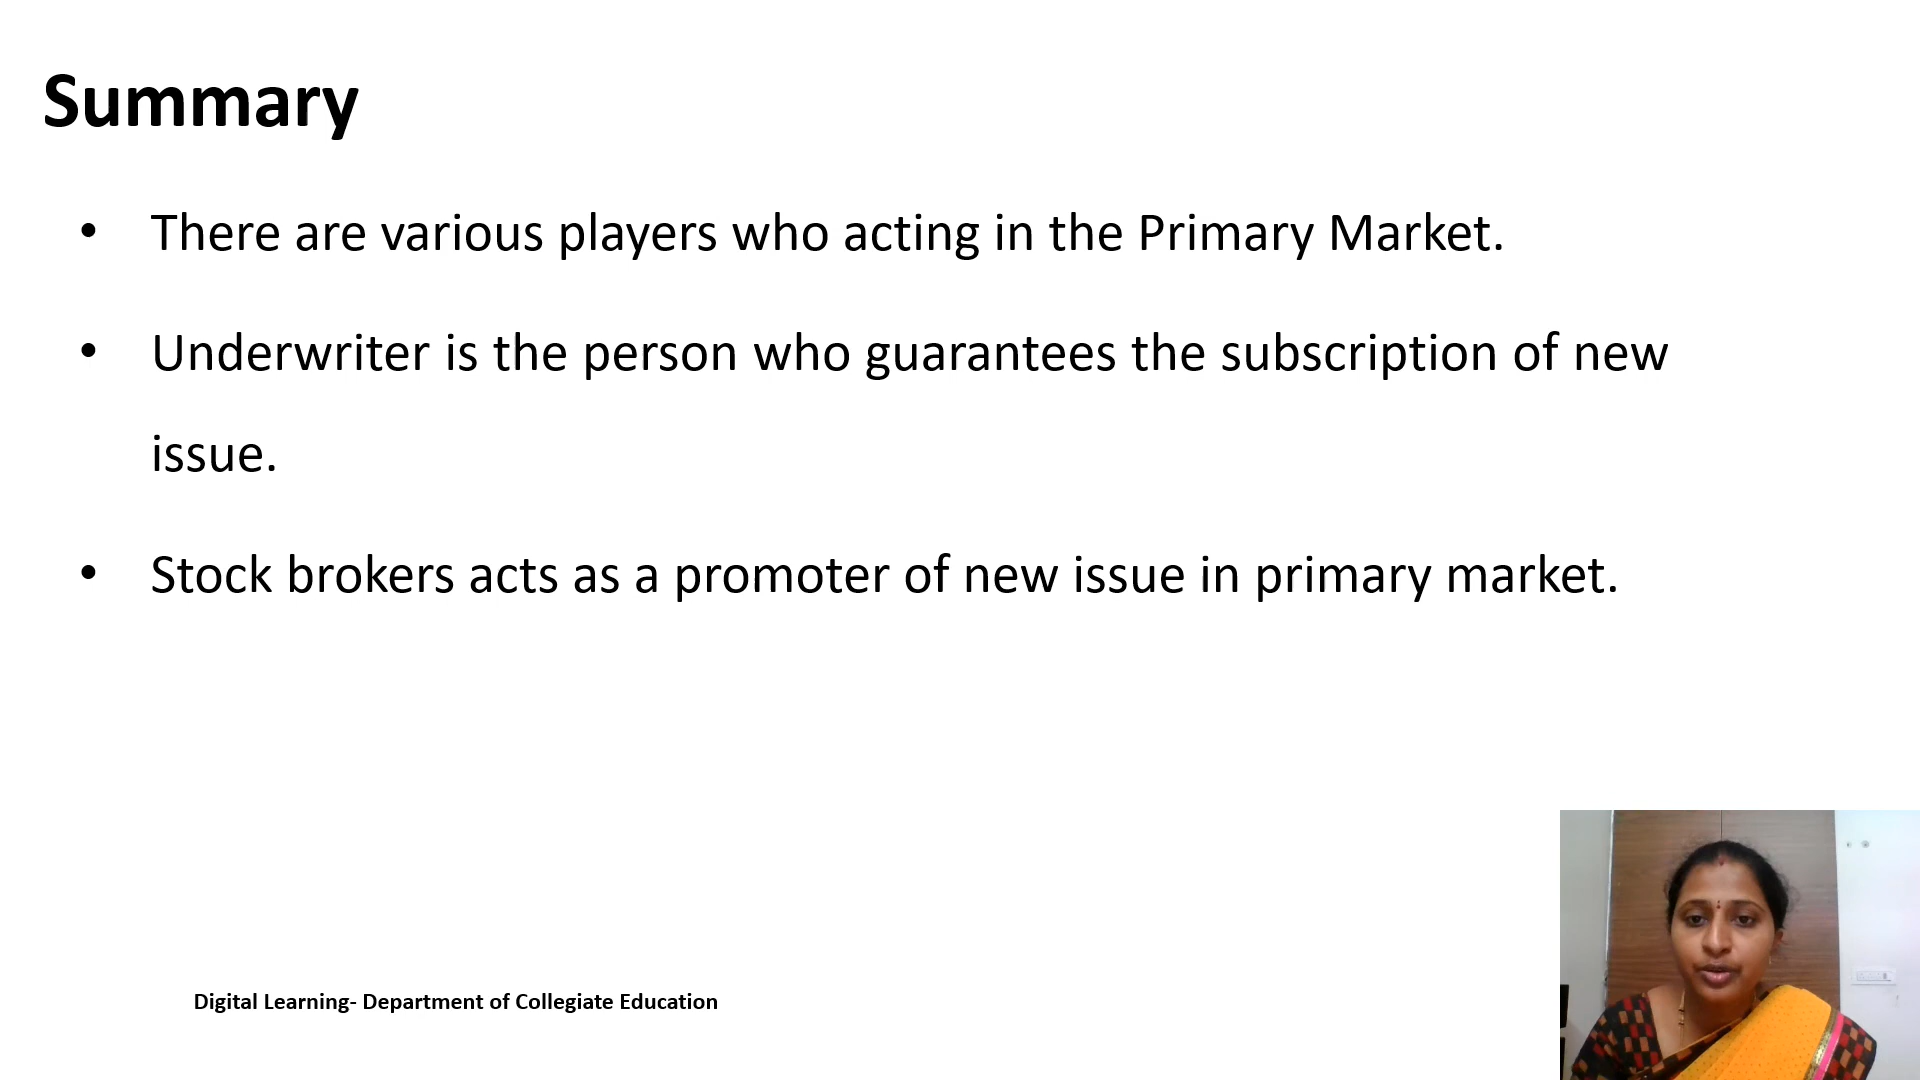 Summary
• There are various players who acting in the Primary Market.
• Underwriter is the person who guarantees the subscription of new
issue.
• Stock brokers acts as a promoter of new issue in primary market.
Digital Learning- Department of Collegiate Education